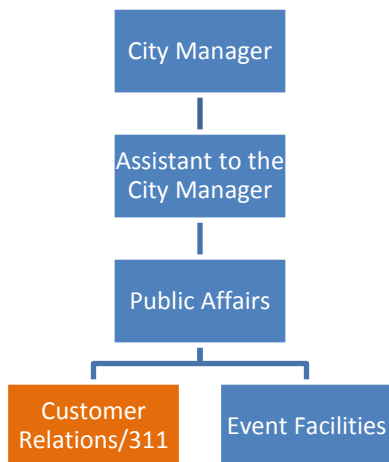 City Manager
Assistant to the
City Manager
Public Affairs
Customer
Relations/311
Event Facilities